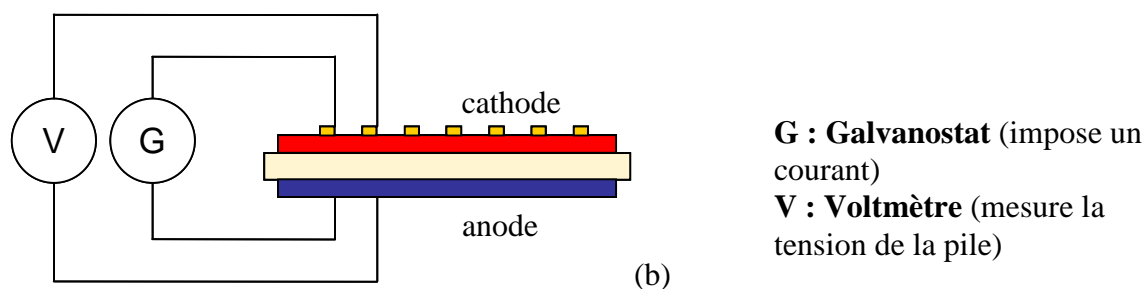 cathode
V
G
anode
(b)
G : Galvanostat (impose un
courant)
V : Voltmètre (mesure la
tension de la pile)